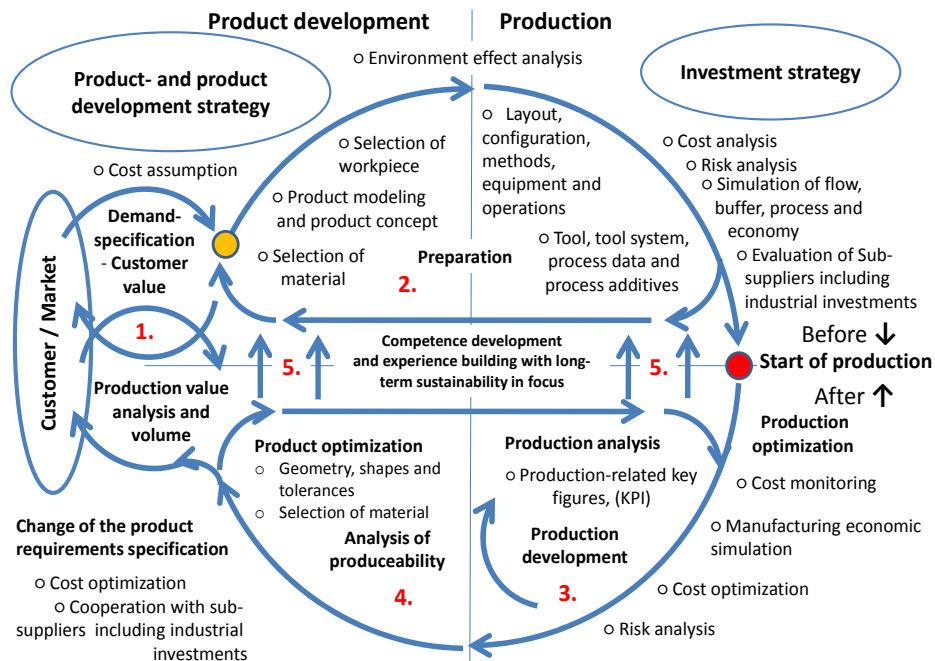 Product development
Production
○ Environment effect analysis
Product- and product
development strategy
Investment strategy
○ Layout,
configuration,
methods,
equipment and
operations
○ Cost analysis
○ Risk analysis
○ Simulation of flow,
buffer, process and
economy
○ Selection of
workpiece
○ Cost assumption
○ Product modeling
and product concept
Demand-
specification
- Customer
value
○ Selection of
material
Preparation
2.
○ Tool, tool system,
process data and
process additives
○ Evaluation of Sub-
suppliers including
industrial investments
Customer / Market
1.
Before ↓
Start of production
After ↑
5.
Competence development
and experience building with long-
term sustainability in focus
5.
Production value
analysis and
volume
Product optimization
○ Geometry, shapes and
tolerances
○ Selection of material
Production analysis
○ Production-related key
figures, (KPI)
Production
optimization
○ Cost monitoring
Change of the product
requirements specification
○ Cost optimization
○ Cooperation with sub-
suppliers including industrial
investments
Analysis of
produceability
4.
Production
development
3.
○ Manufacturing economic
simulation
○ Cost optimization
○ Risk analysis